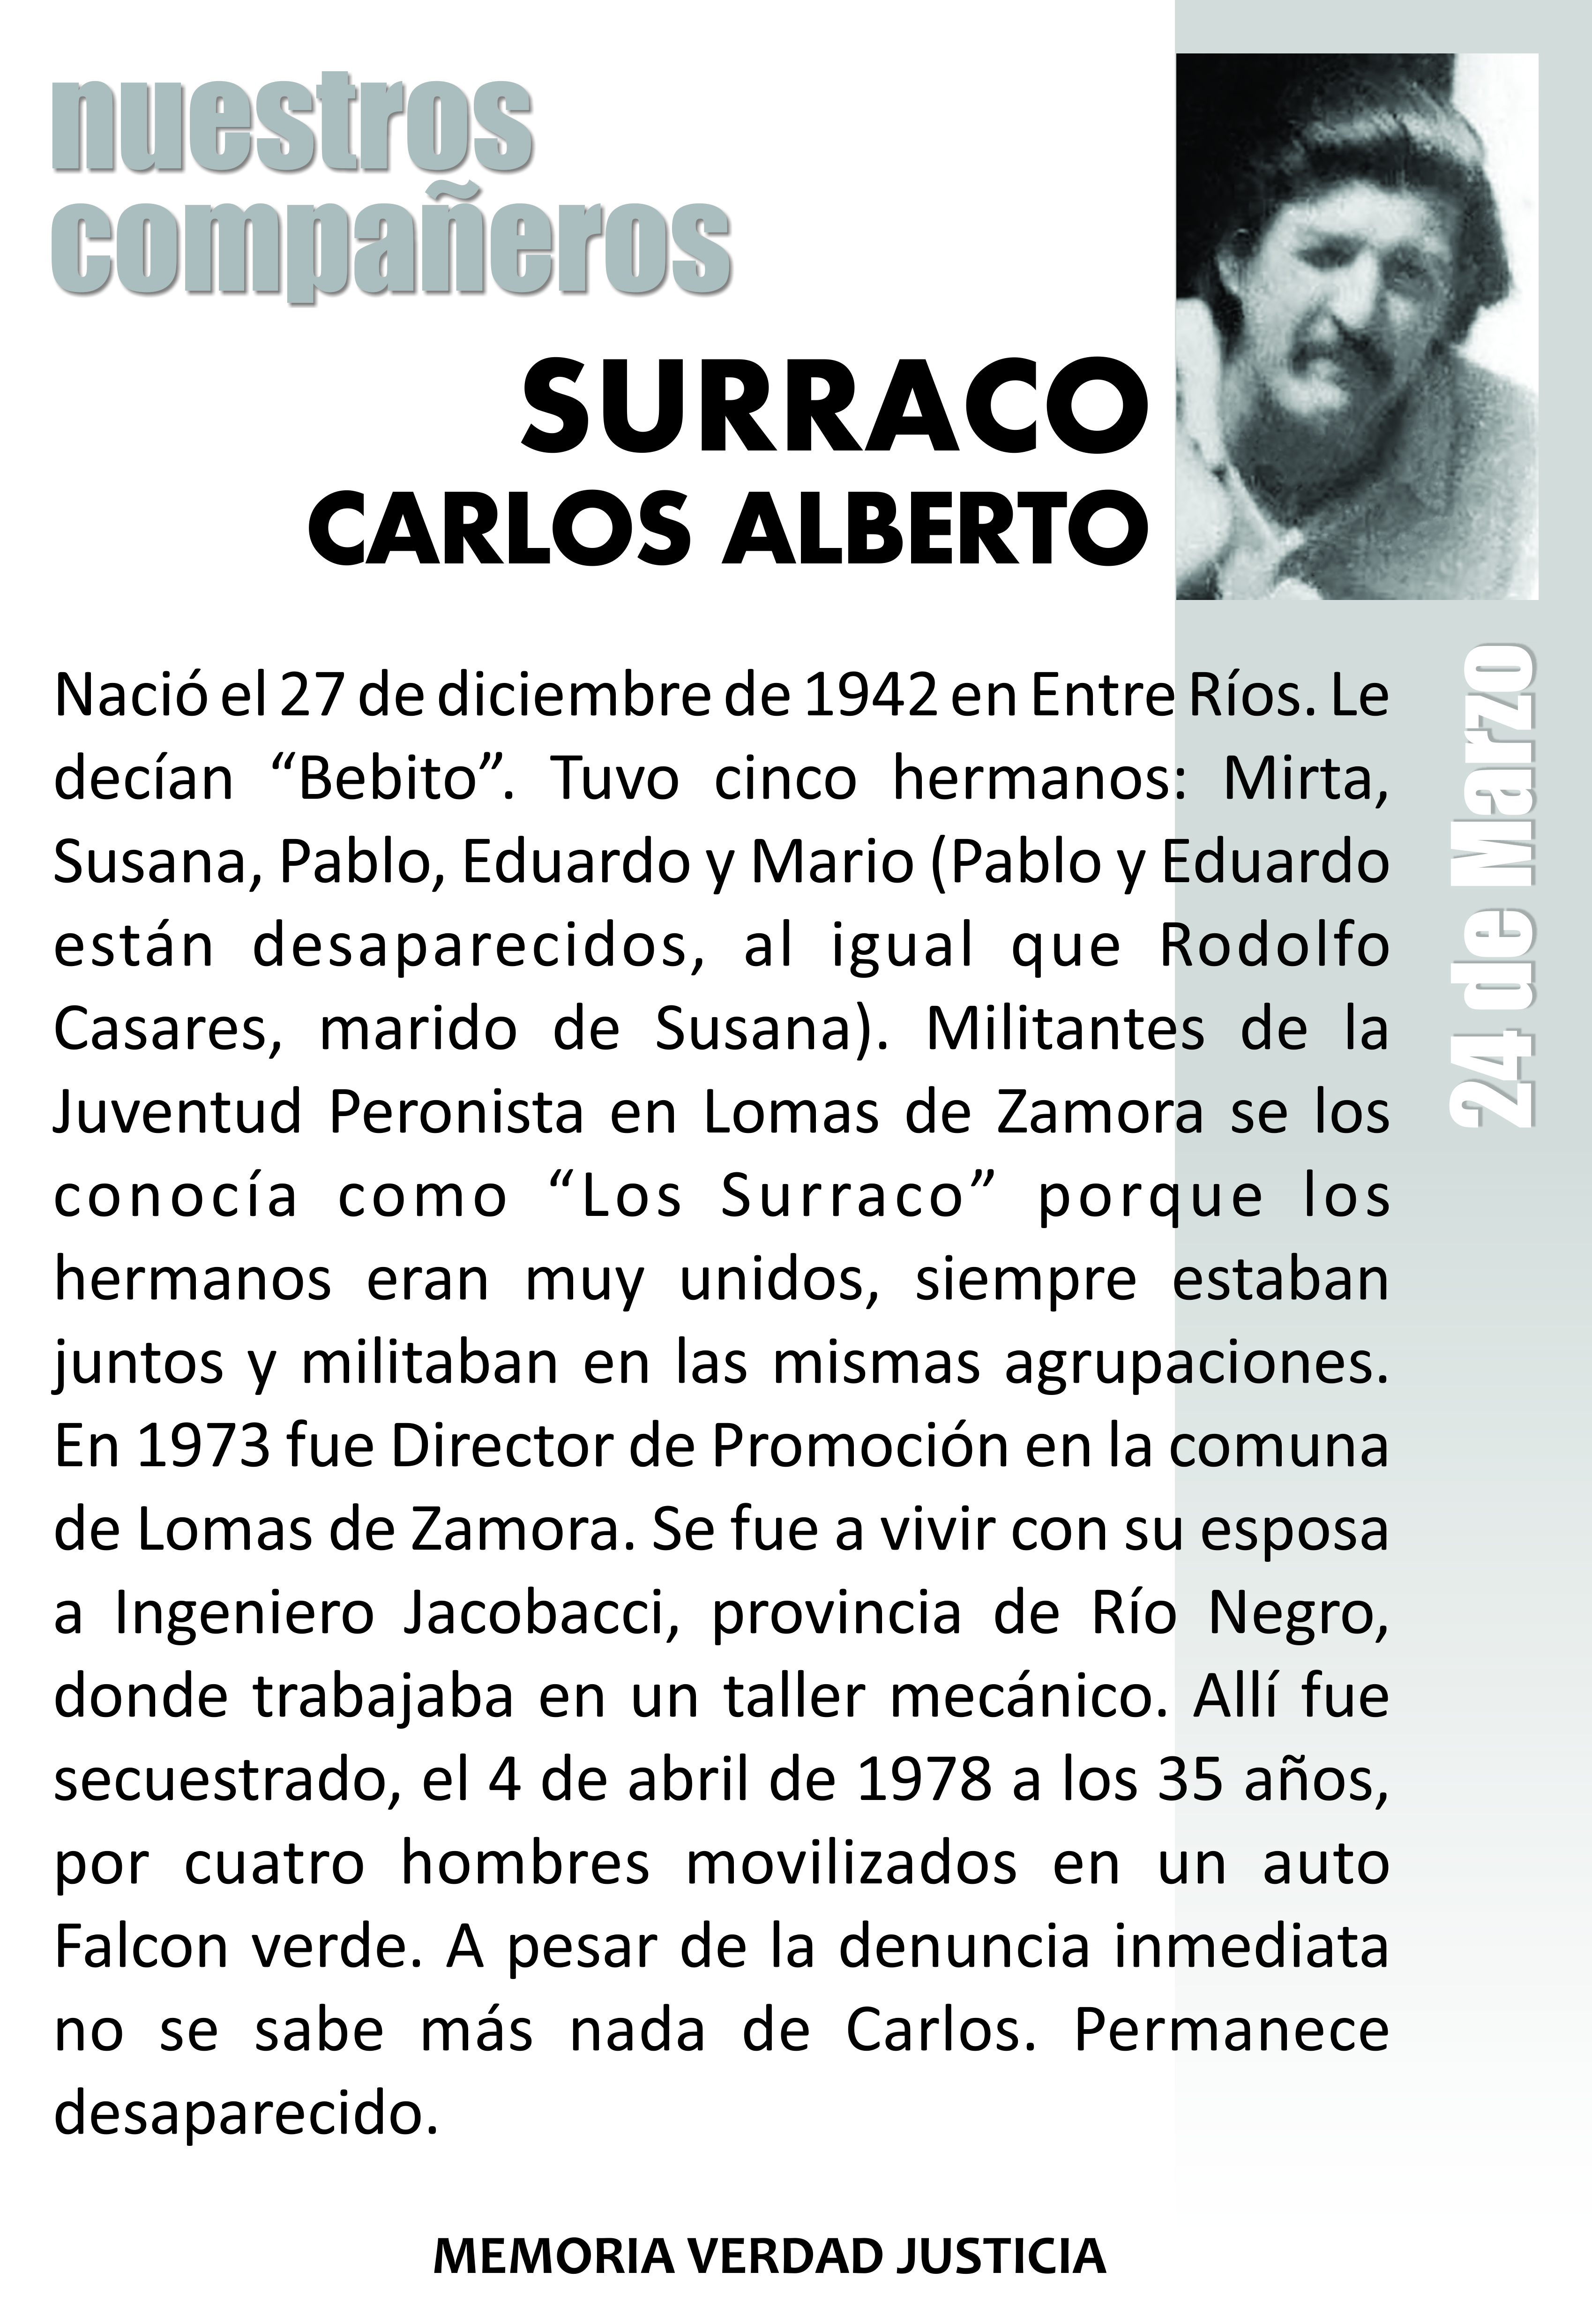 nuestros
compañeros
SURRACO
CARLOS ALBERTO
Nació el 27 de diciembre de 1942 en Entre Ríos. Le
decían “Bebito”. Tuvo cinco hermanos: Mirta,
Susana, Pablo, Eduardo y Mario (Pablo y Eduardo
están desaparecidos, al igual que Rodolfo
Casares, marido de Susana). Militantes de la
Juventud Peronista en Lomas de Zamora se los
conocía como “Los Surraco” porque los
hermanos eran muy unidos, siempre estaban
juntos y militaban en las mismas agrupaciones.
En 1973 fue Director de Promoción en la comuna
de Lomas de Zamora. Se fue a vivir con su esposa
a Ingeniero Jacobacci, provincia de Río Negro,
donde trabajaba en un taller mecánico. Allí fue
secuestrado, el 4 de abril de 1978 a los 35 años,
por cuatro hombres movilizados en un auto
Falcon verde. A pesar de la denuncia inmediata
no se sabe más nada de Carlos. Permanece
desaparecido.
24 de Marzo
MEMORIA VERDAD JUSTICIA